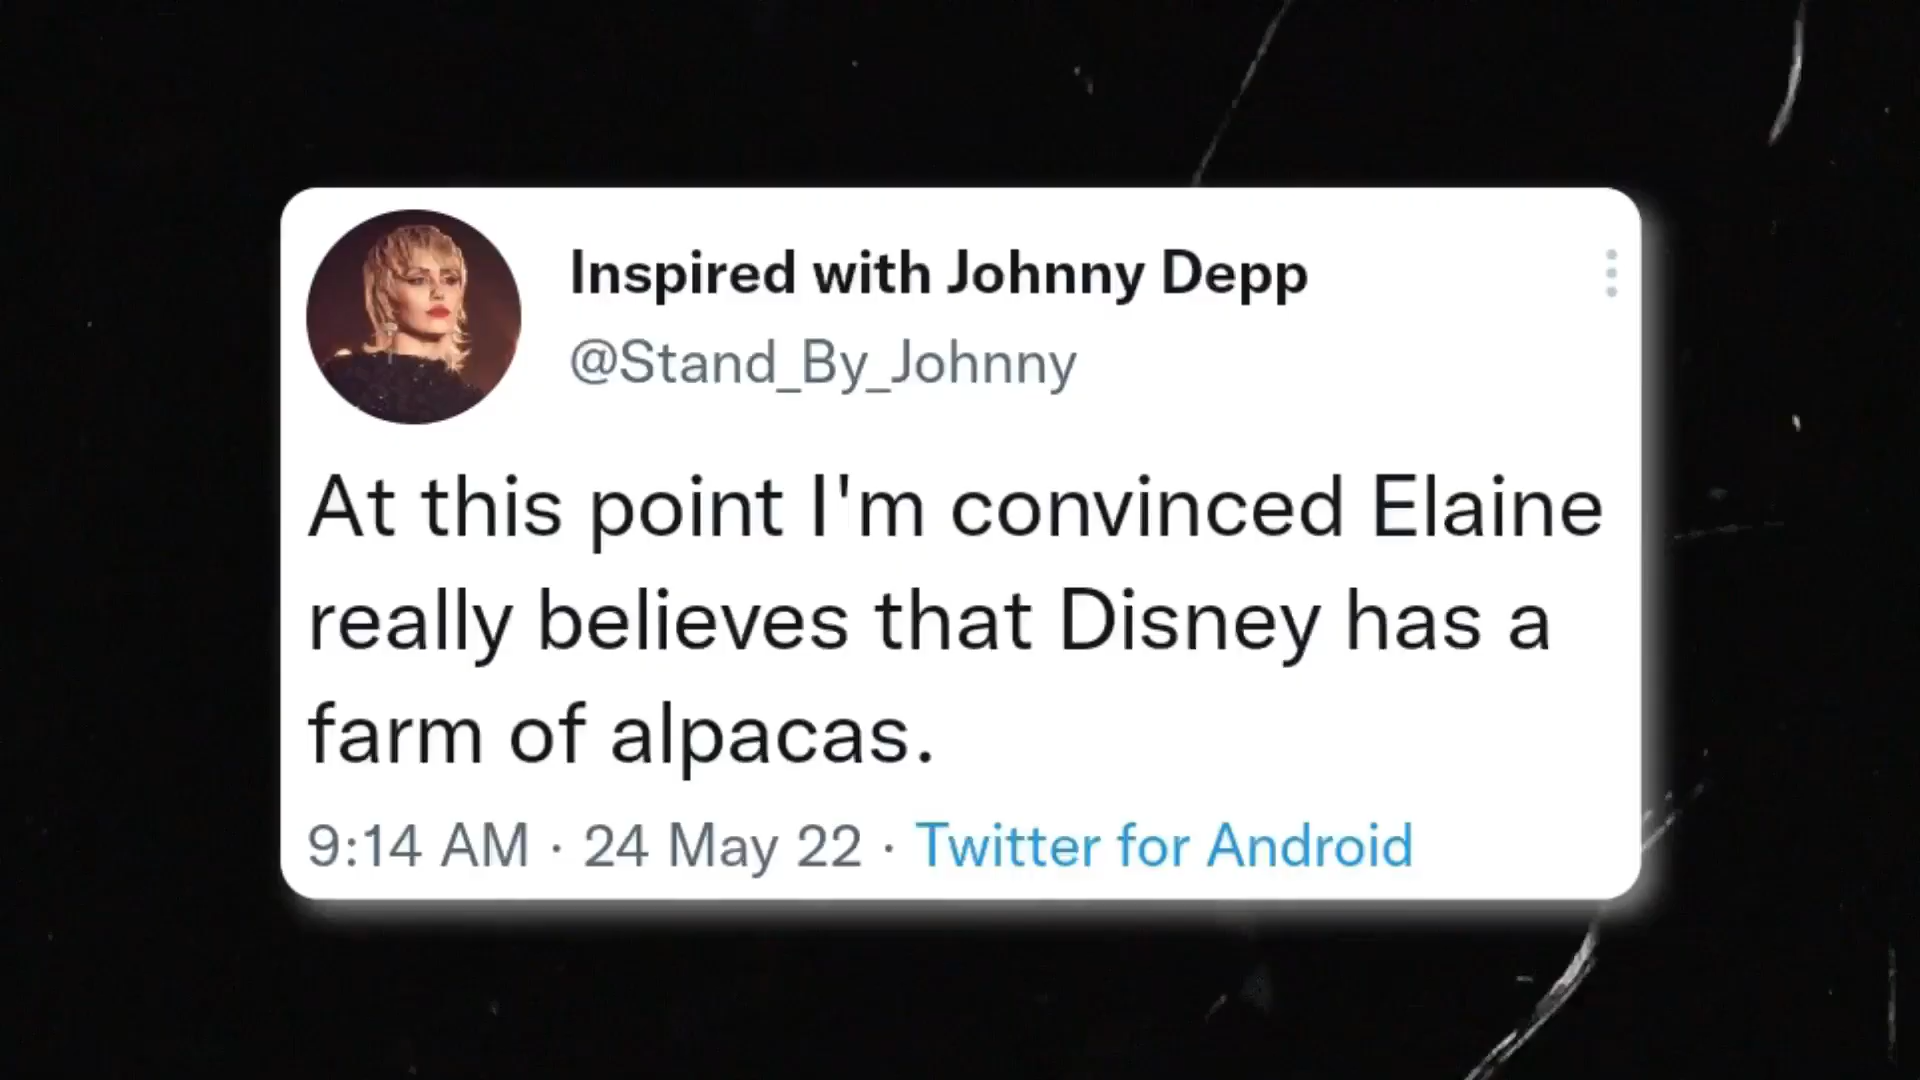 Inspired with Johnny Depp
@Stand_By_Johnny
At this point I'm convinced Elaine
really believes that Disney has a
farm of alpacas.
9:14 AM · 24 May 22 · Twitter for Android